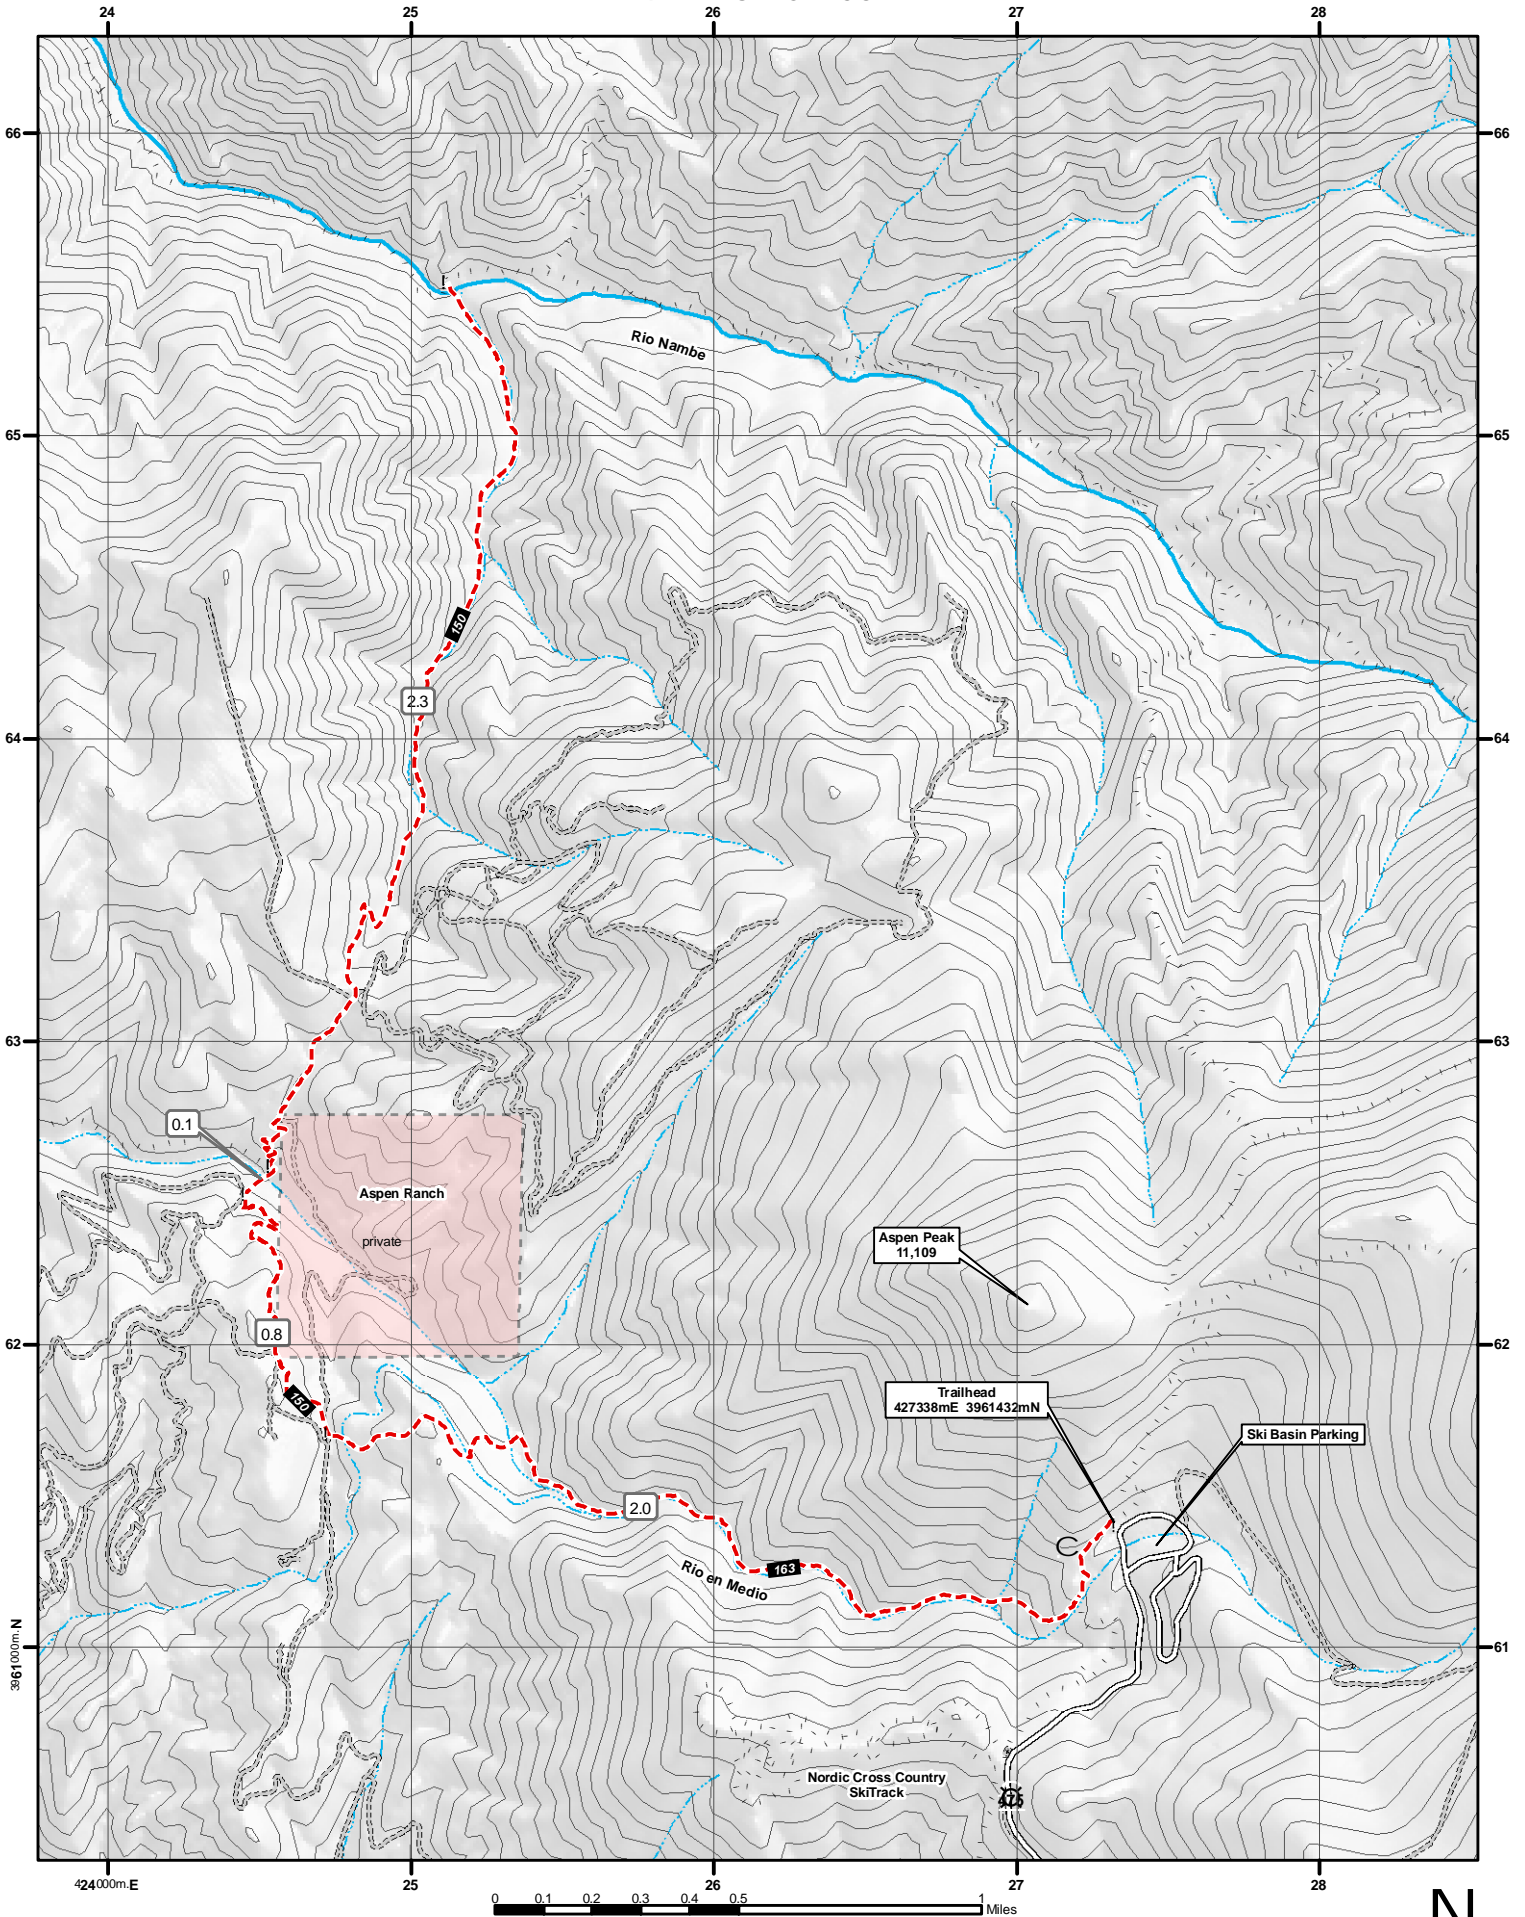 24
25
26
27
28
66
66
Rio Nambe
65
65
150
2.3
64
64
63
63
0.1
Aspen Ranch
private
Aspen Peak
11,109
62
0.8
62
150
Trailhead
427338mE 3961432mN
Ski Basin Parking
2.0
163
Rio en Medio
3961000m.N
61
Nordic Cross Country
SkiTrack
475
424000m.E
25
26
27
28
0 0.1 0.2 0.3 0.4 0.5 1
Miles
N